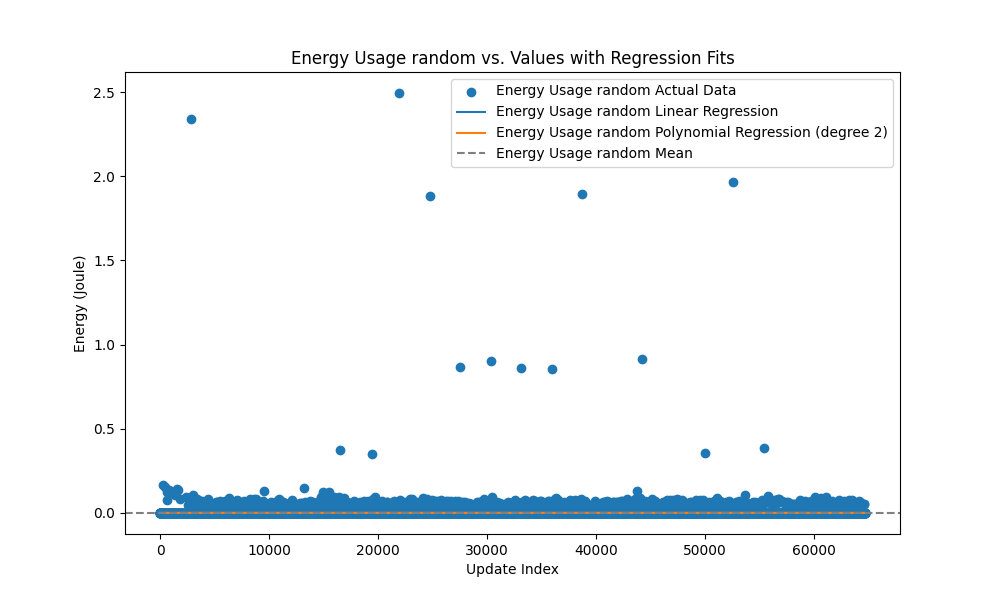 Energy Usage random vs. Values with Regression Fits
Energy Usage random Actual Data
Energy Usage random Linear Regression
Energy Usage random Polynomial Regression (degree 2)
Energy Usage random Mean
Energy (Joule)
2.5
2.0
1.5
1.0
0.5
0.0
0 10000 20000 30000 40000 50000 60000
Update Index